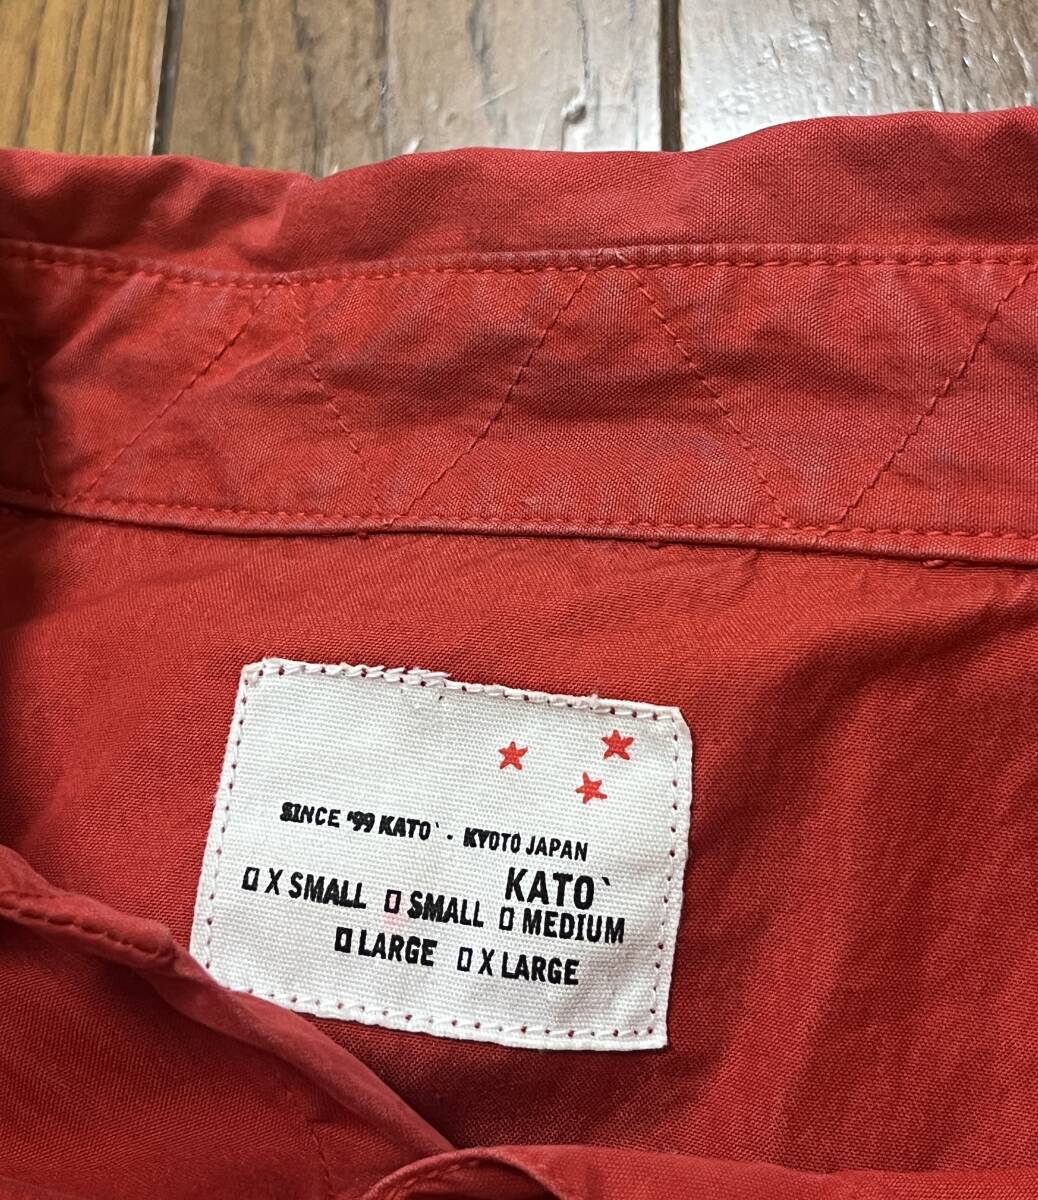 SINCE '99 KATO` - KYOTO JAPAN
KATO`
X SMALL SMALL MEDIUM
LARGE X LARGE